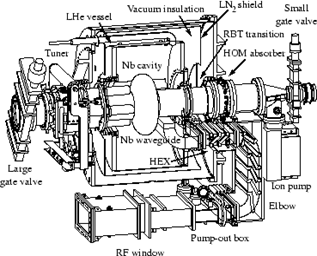 Small
gate valve
Vacuum insulation
LN2 shield
LHe vessel
RBT transition
HOM absorber
Tuner
Nb cavity
Nb waveguide
HEX
Large
gate valve
Ion pump
Elbow
Pump-out box
RF window